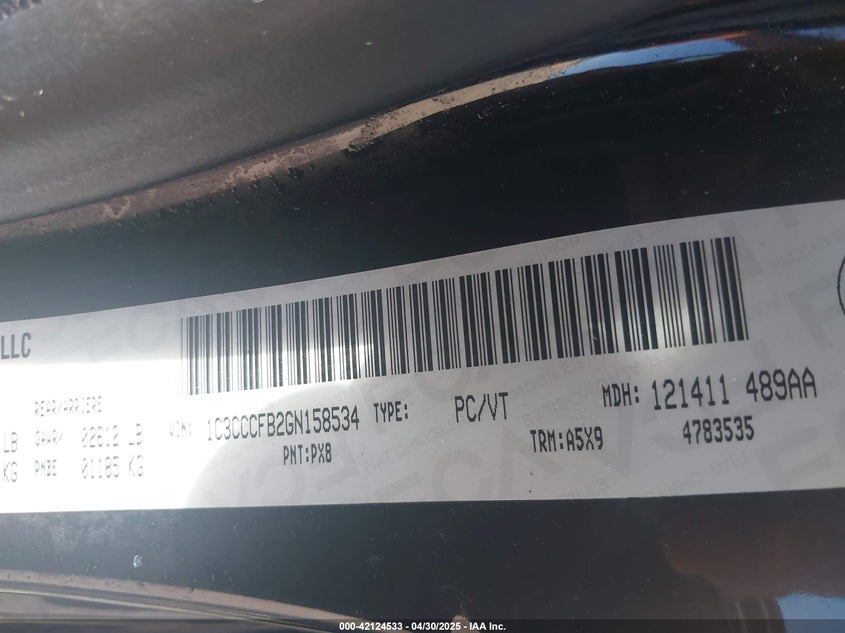 LLC
REAR/ARRIERE
LB GAWR/ 02612 LB
KG PNBE 01185 KG
VIN: 1C3CCCFB2GN158534 TYPE: PC/VT MDH: 121411 489AA
PNT:PX8 TRM:A5X9 4783535
000-42124533 - 04/30/2025 - IAA Inc.